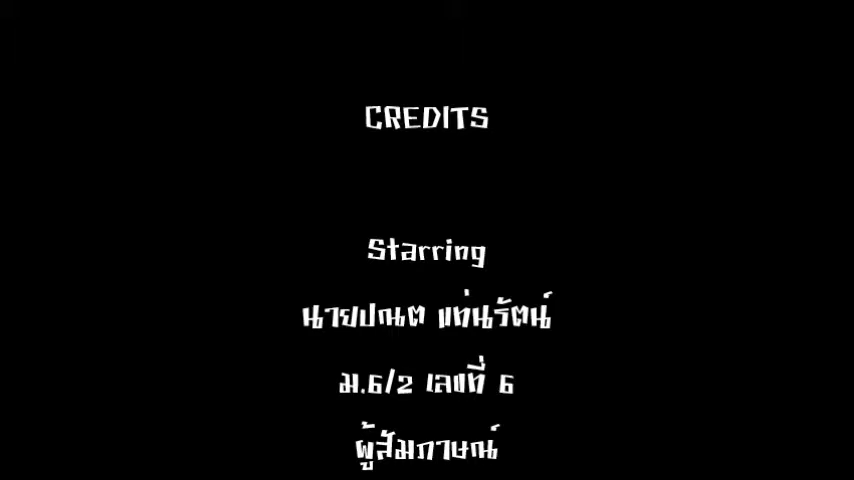 CREDITS
Starring
นายปณต แท่นรัตน์
ม.6/2 เลขที่ 6
ผู้สัมภาษณ์